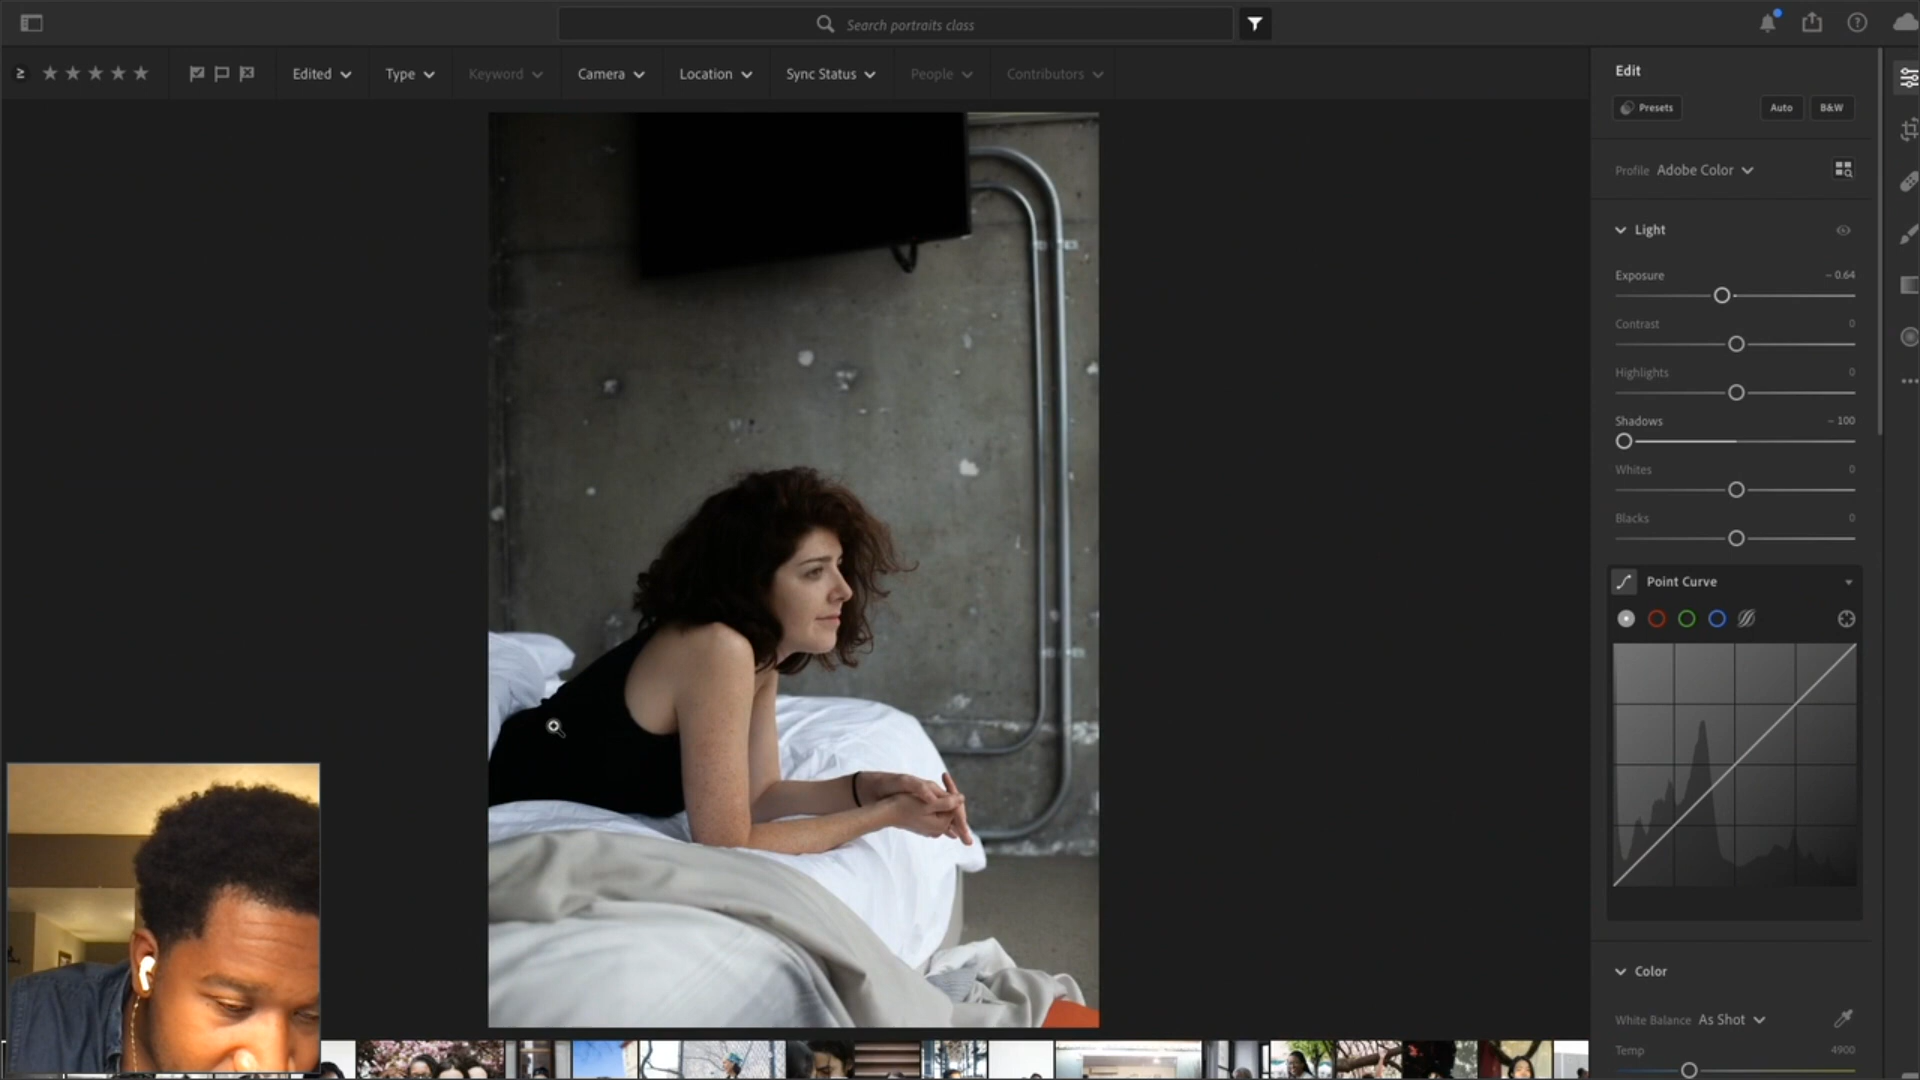 Search portraits class
≥
Edited
Type
Keyword
Camera
Location
Sync Status
People
Contributors
Edit
Presets
Auto
B&W
Profile Adobe Color
Light
Exposure − 0.64
Contrast 0
Highlights 0
Shadows − 100
Whites 0
Blacks 0
Point Curve
Color
White Balance As Shot
Temp 4900